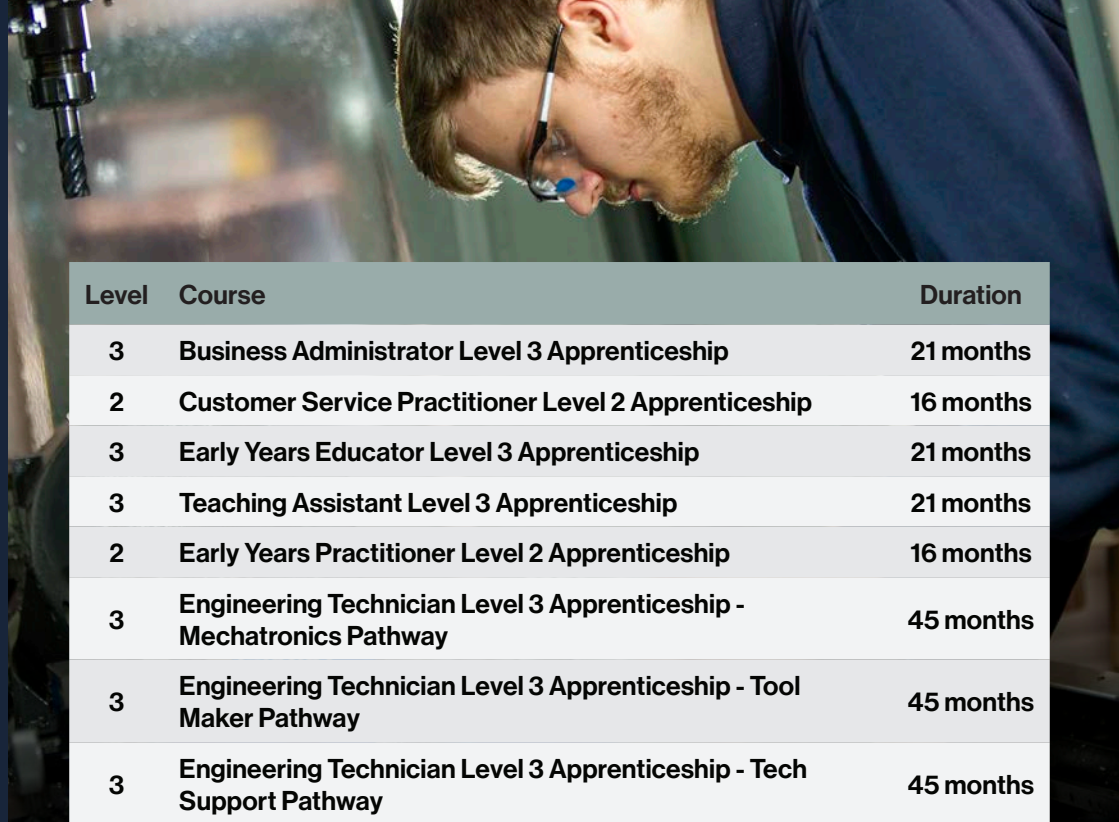 Level Course Duration
3 Business Administrator Level 3 Apprenticeship 21 months
2 Customer Service Practitioner Level 2 Apprenticeship 16 months
3 Early Years Educator Level 3 Apprenticeship 21 months
3 Teaching Assistant Level 3 Apprenticeship 21 months
2 Early Years Practitioner Level 2 Apprenticeship 16 months
3 Engineering Technician Level 3 Apprenticeship -
Mechatronics Pathway 45 months
3 Engineering Technician Level 3 Apprenticeship - Tool
Maker Pathway 45 months
3 Engineering Technician Level 3 Apprenticeship - Tech
Support Pathway 45 months